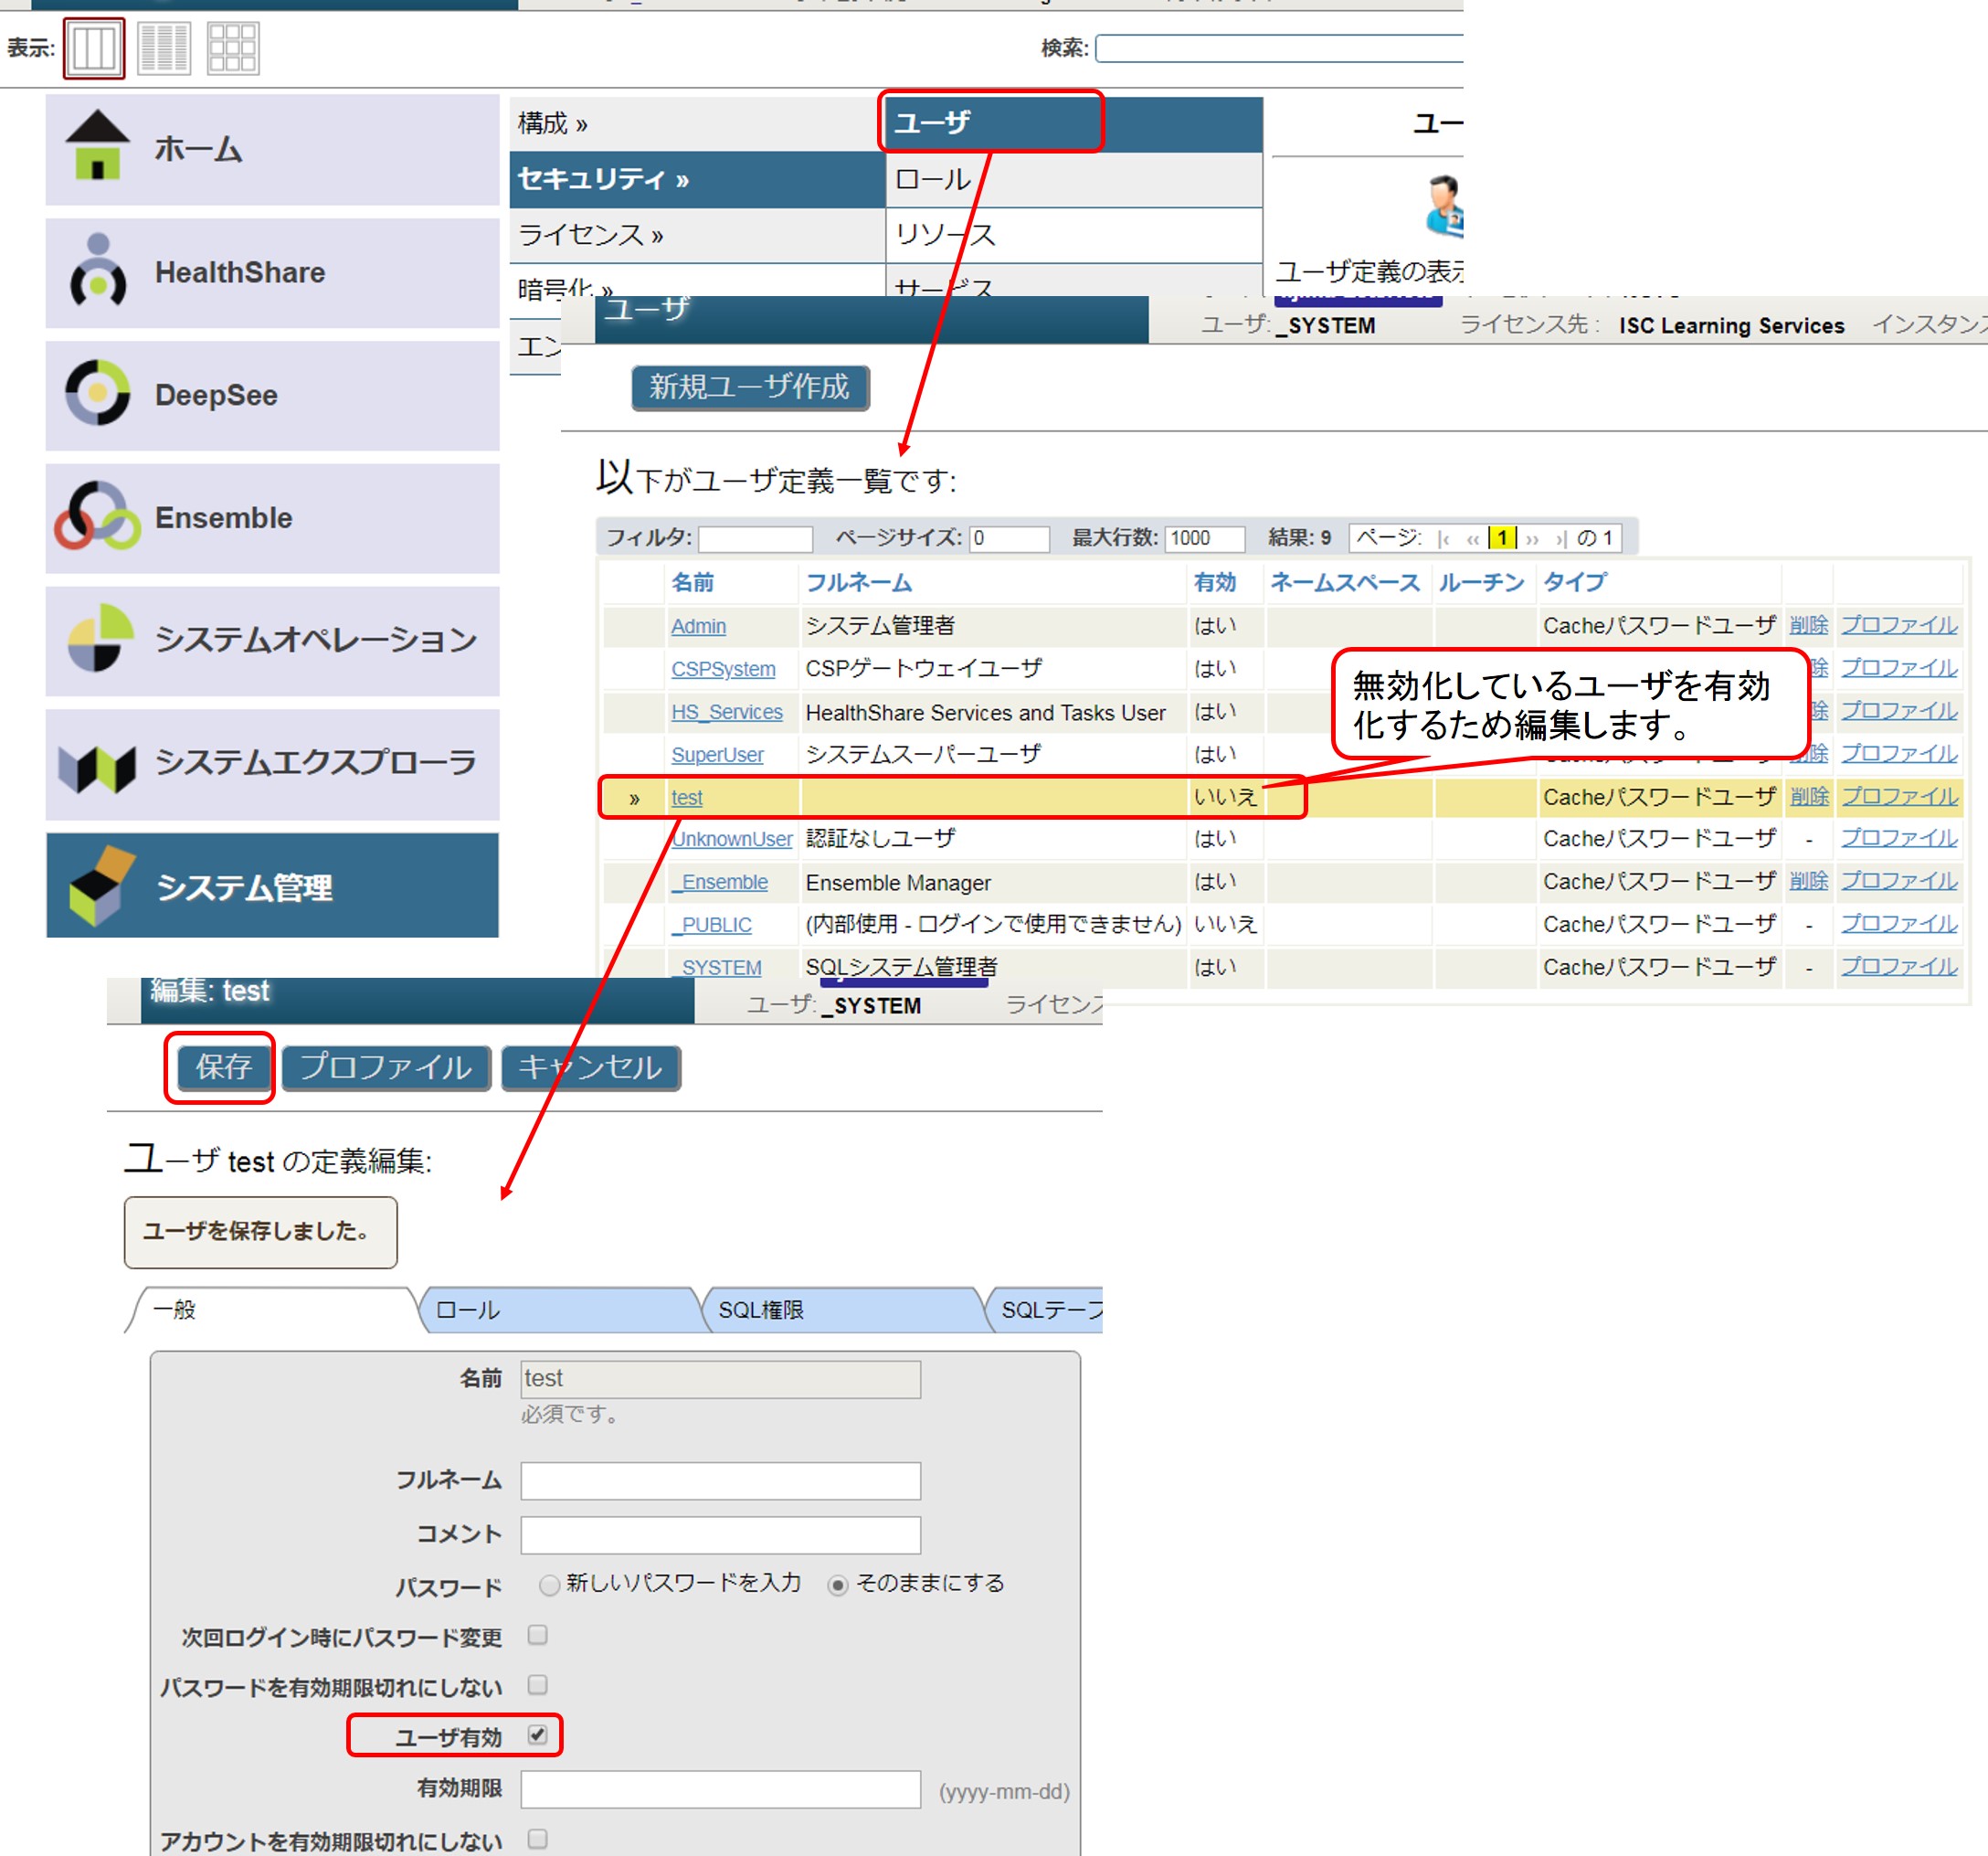 表示:
検索:
ホーム
HealthShare
DeepSee
Ensemble
システムオペレーション
システムエクスプローラ
システム管理
構成 »
セキュリティ »
ライセンス »
暗号化 »
エン
ユーザ
ロール
リソース
サービス
ユー
ユーザ定義の表示
ユーザ
ユーザ: _SYSTEM ライセンス先 : ISC Learning Services インスタンス
新規ユーザ作成
以下がユーザ定義一覧です:
フィルタ: ページサイズ: 0 最大行数: 1000 結果: 9 ページ: |‹ ‹‹ 1 ›› ›| の 1
名前 フルネーム 有効 ネームスペース ルーチン タイプ
Admin システム管理者 はい Cacheパスワードユーザ 削除 プロファイル
CSPSystem CSPゲートウェイユーザ はい 除 プロファイル
HS_Services HealthShare Services and Tasks User はい 除 プロファイル
SuperUser システムスーパーユーザ はい Cacheパスワードユーザ 削除 プロファイル
» test いいえ Cacheパスワードユーザ 削除 プロファイル
UnknownUser 認証なしユーザ はい Cacheパスワードユーザ - プロファイル
_Ensemble Ensemble Manager はい Cacheパスワードユーザ 削除 プロファイル
_PUBLIC (内部使用 - ログインで使用できません) いいえ Cacheパスワードユーザ - プロファイル
_SYSTEM SQLシステム管理者 はい Cacheパスワードユーザ - プロファイル
無効化しているユーザを有効
化するため編集します。
編集: test
ユーザ: _SYSTEM ライセンス
保存 プロファイル キャンセル
ユーザ test の定義編集:
ユーザを保存しました。
一般 ロール SQL権限 SQLテーブ
名前 test
必須です。
フルネーム
コメント
パスワード 新しいパスワードを入力 そのままにする
次回ログイン時にパスワード変更
パスワードを有効期限切れにしない
ユーザ有効
有効期限 (yyyy-mm-dd)
アカウントを有効期限切れにしない